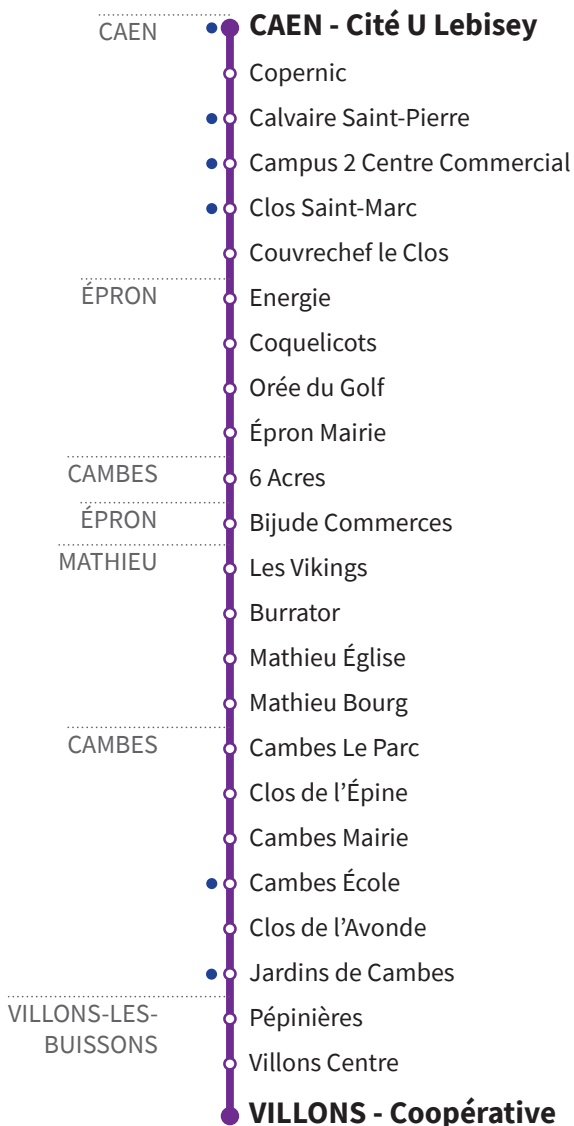 CAEN
CAEN - Cité U Lebisey
Copernic
Calvaire Saint-Pierre
Campus 2 Centre Commercial
Clos Saint-Marc
Couvrechef le Clos
ÉPRON
Energie
Coquelicots
Orée du Golf
Épron Mairie
CAMBES
6 Acres
ÉPRON
Bijude Commerces
MATHIEU
Les Vikings
Burrator
Mathieu Église
Mathieu Bourg
CAMBES
Cambes Le Parc
Clos de l’Épine
Cambes Mairie
Cambes École
Clos de l’Avonde
Jardins de Cambes
VILLONS-LES-
BUISSONS
Pépinières
Villons Centre
VILLONS - Coopérative